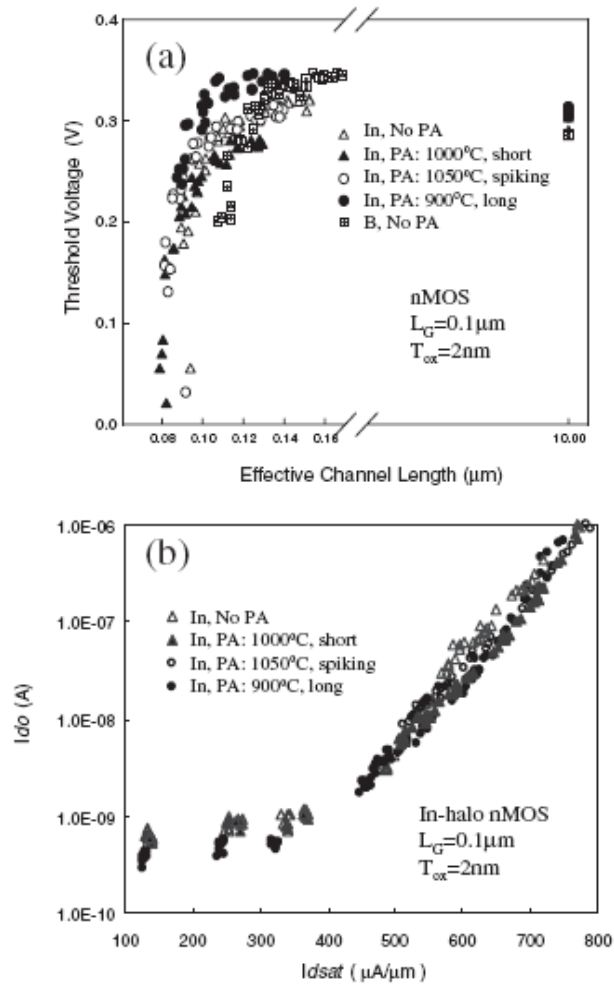 (a)
0.4
0.3
0.2
0.1
0.0
Threshold Voltage (V)
In, No PA
In, PA: 1000°C, short
In, PA: 1050°C, spiking
In, PA: 900°C, long
B, No PA
nMOS
L_G=0.1µm
T_ox=2nm
0.08 0.10 0.12 0.14 0.16 10.00
Effective Channel Length (µm)
(b)
1.0E-06
1.0E-07
1.0E-08
1.0E-09
1.0E-10
Ido (A)
In, No PA
In, PA: 1000°C, short
In, PA: 1050°C, spiking
In, PA: 900°C, long
In-halo nMOS
L_G=0.1µm
T_ox=2nm
100 200 300 400 500 600 700 800
Idsat ( µA/µm)